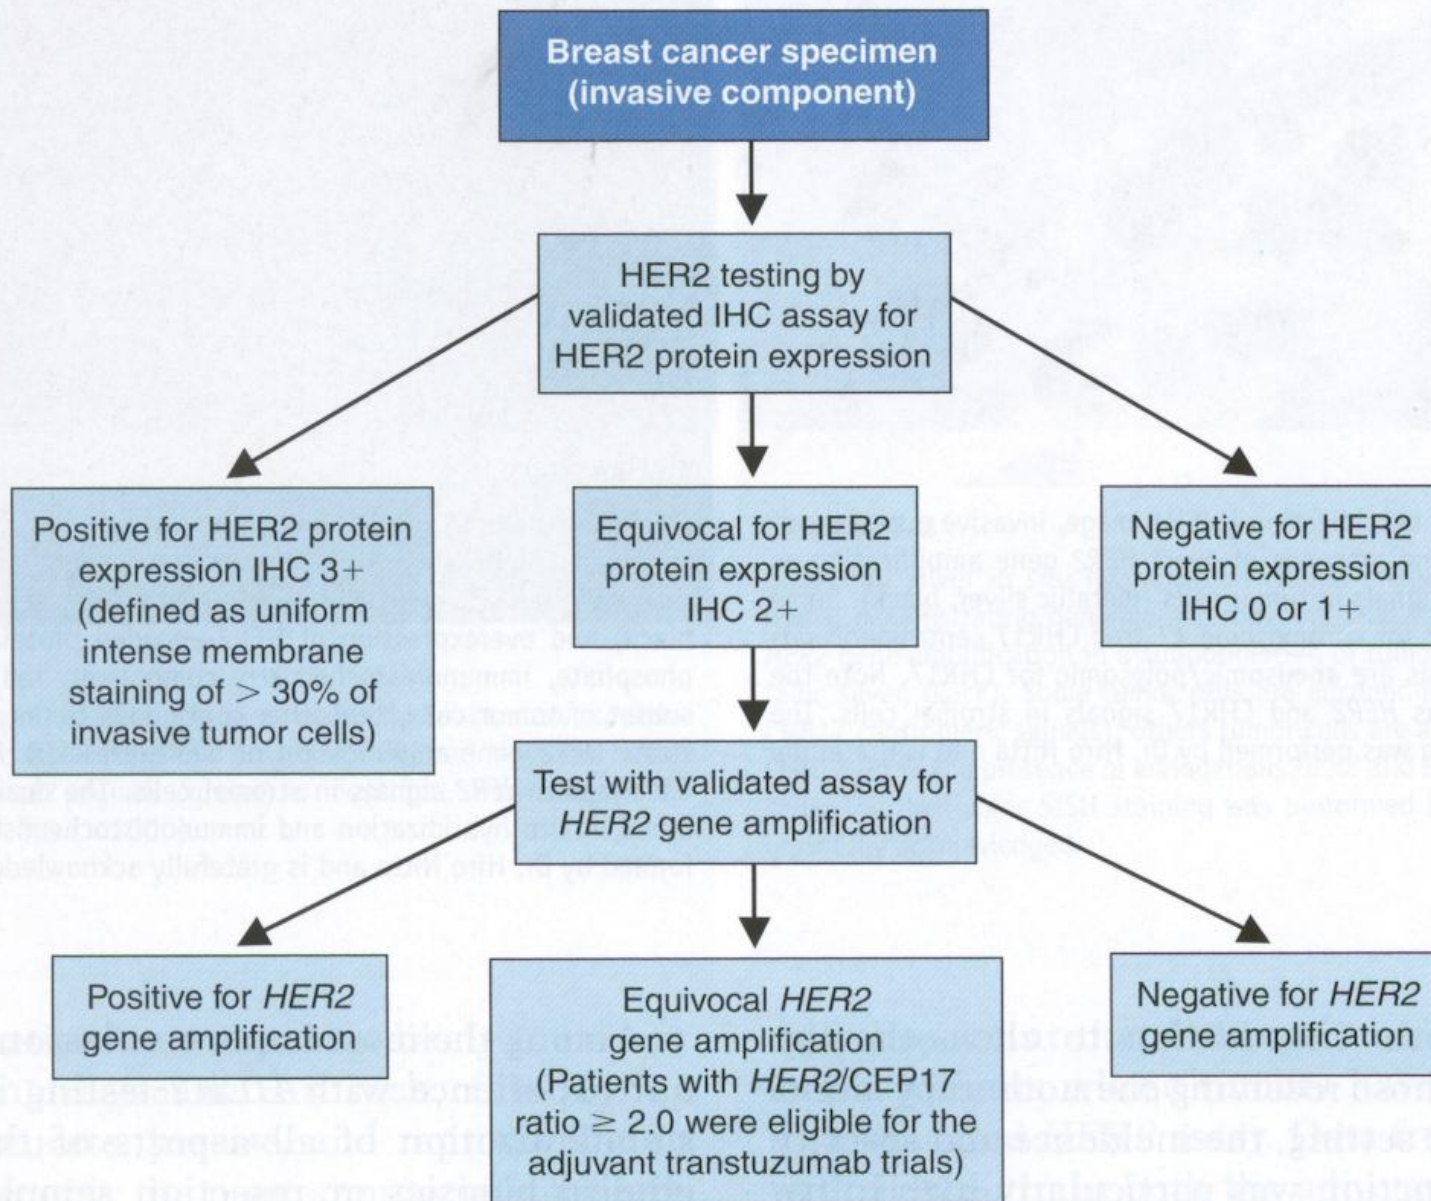 Breast cancer specimen
(invasive component)
HER2 testing by
validated IHC assay for
HER2 protein expression
Positive for HER2 protein
expression IHC 3+
(defined as uniform
intense membrane
staining of > 30% of
invasive tumor cells)
Equivocal for HER2
protein expression
IHC 2+
Negative for HER2
protein expression
IHC 0 or 1+
Test with validated assay for
HER2 gene amplification
Positive for HER2
gene amplification
Equivocal HER2
gene amplification
(Patients with HER2/CEP17
ratio ≥ 2.0 were eligible for the
adjuvant transtuzumab trials)
Negative for HER2
gene amplification